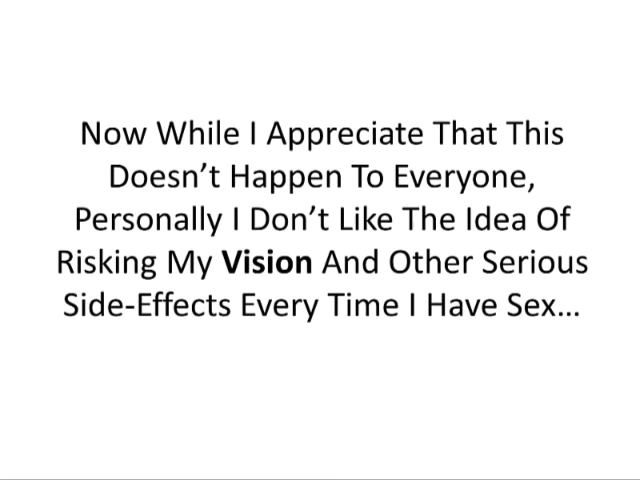 Now While I Appreciate That This
Doesn’t Happen To Everyone,
Personally I Don’t Like The Idea Of
Risking My Vision And Other Serious
Side-Effects Every Time I Have Sex…